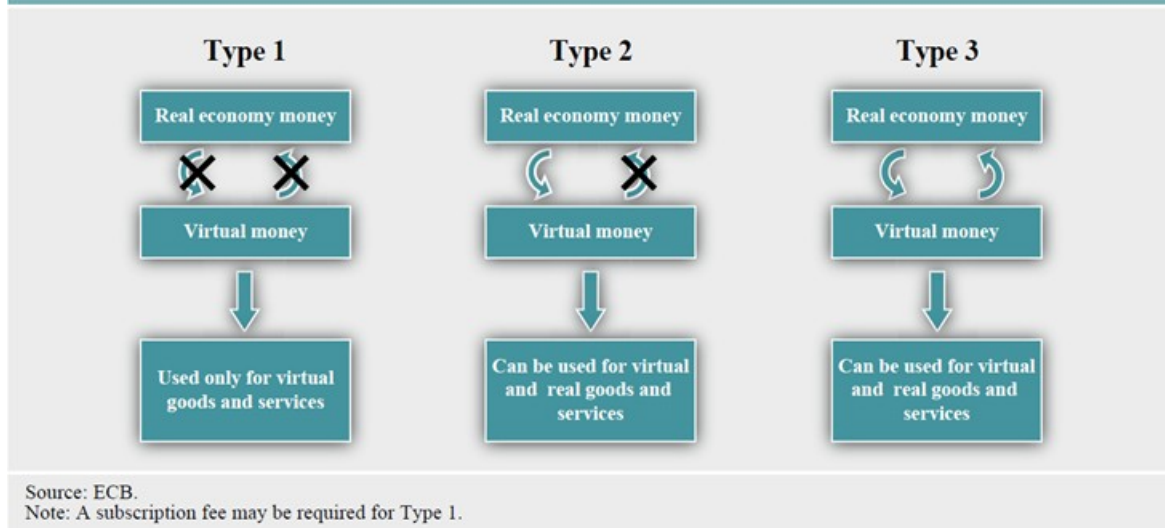 Type 1
Real economy money
Virtual money
Used only for virtual
goods and services
Type 2
Real economy money
Virtual money
Can be used for virtual
and real goods and
services
Type 3
Real economy money
Virtual money
Can be used for virtual
and real goods and
services
Source: ECB.
Note: A subscription fee may be required for Type 1.